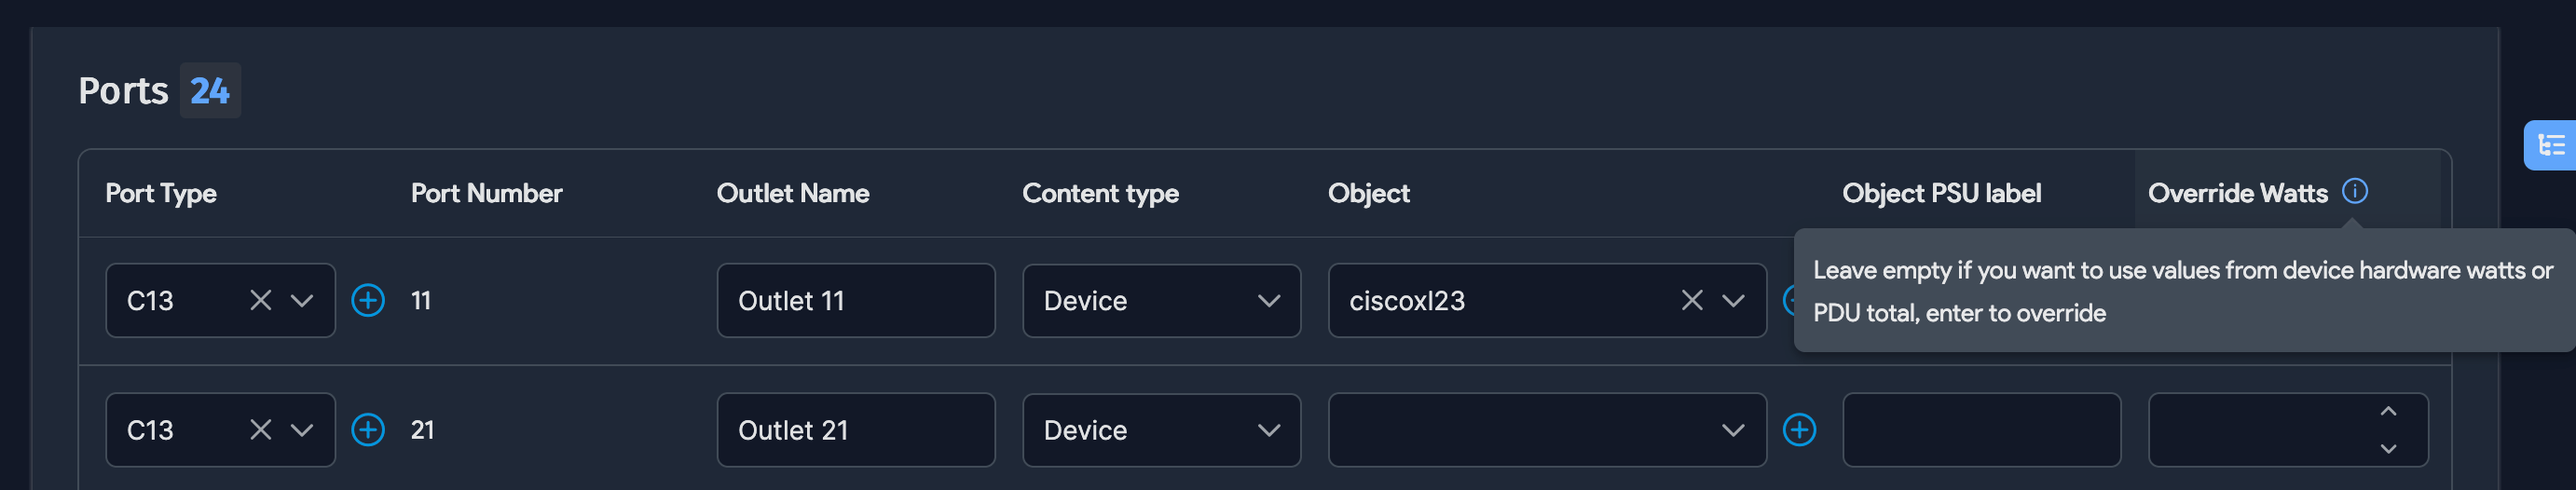 Ports 24
Port Type Port Number Outlet Name Content type Object Object PSU label Override Watts
Leave empty if you want to use values from device hardware watts or
PDU total, enter to override
C13 11 Outlet 11 Device ciscoxl23
C13 21 Outlet 21 Device